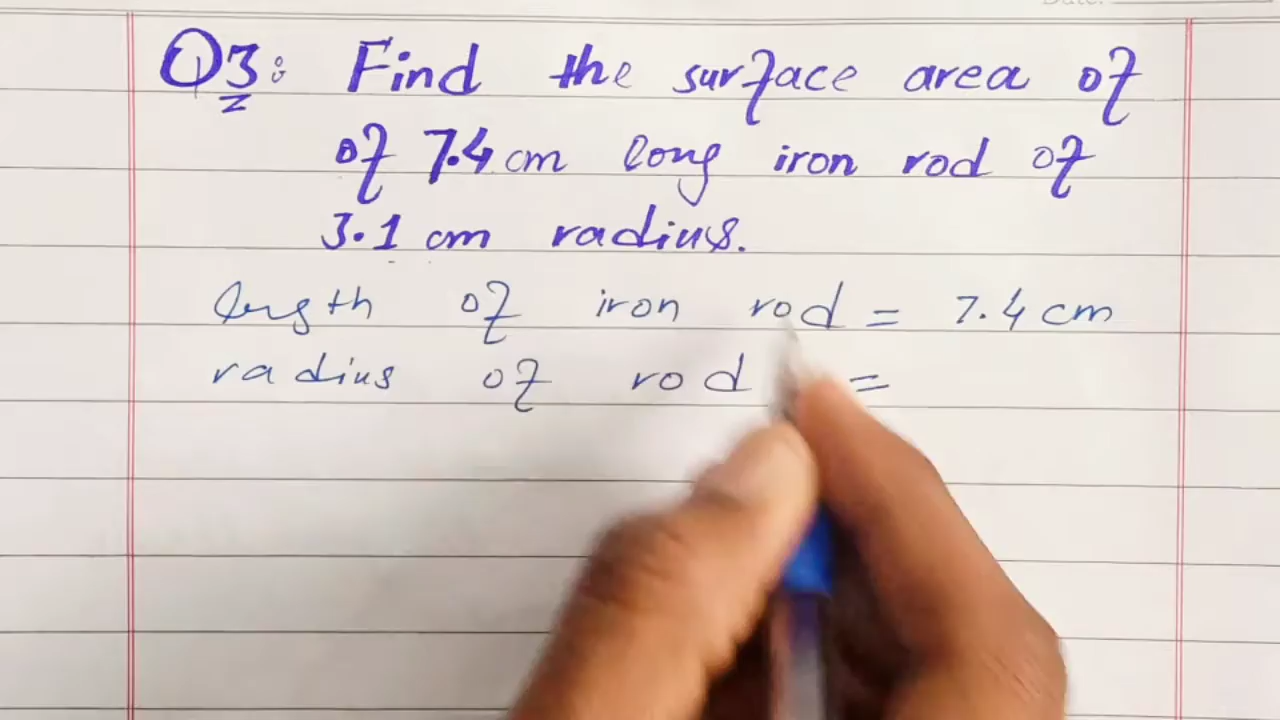 Q3: Find the surface area of
of 7.4 cm long iron rod of
3.1 cm radius.
length of iron rod = 7.4 cm
radius of rod =